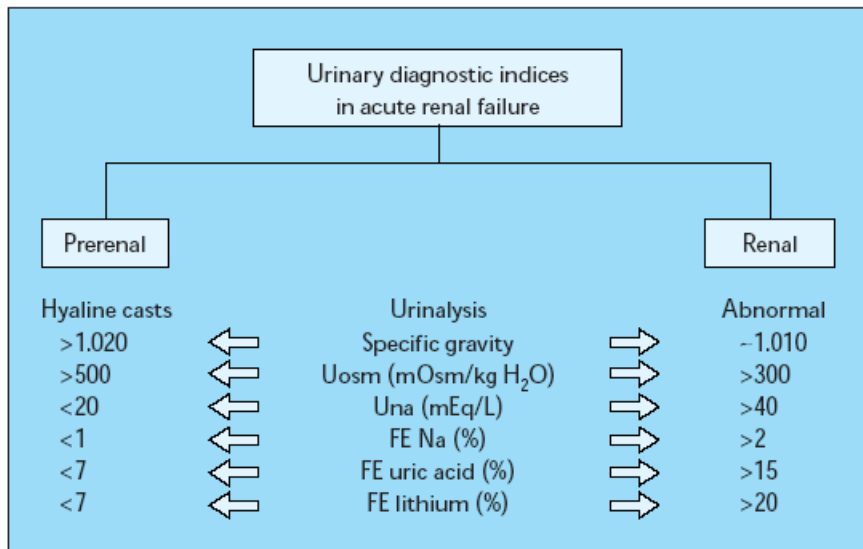 Urinary diagnostic indices
in acute renal failure
Prerenal Renal
Hyaline casts Urinalysis Abnormal
>1.020 Specific gravity ~1.010
>500 Uosm (mOsm/kg H₂O) >300
<20 Una (mEq/L) >40
<1 FE Na (%) >2
<7 FE uric acid (%) >15
<7 FE lithium (%) >20